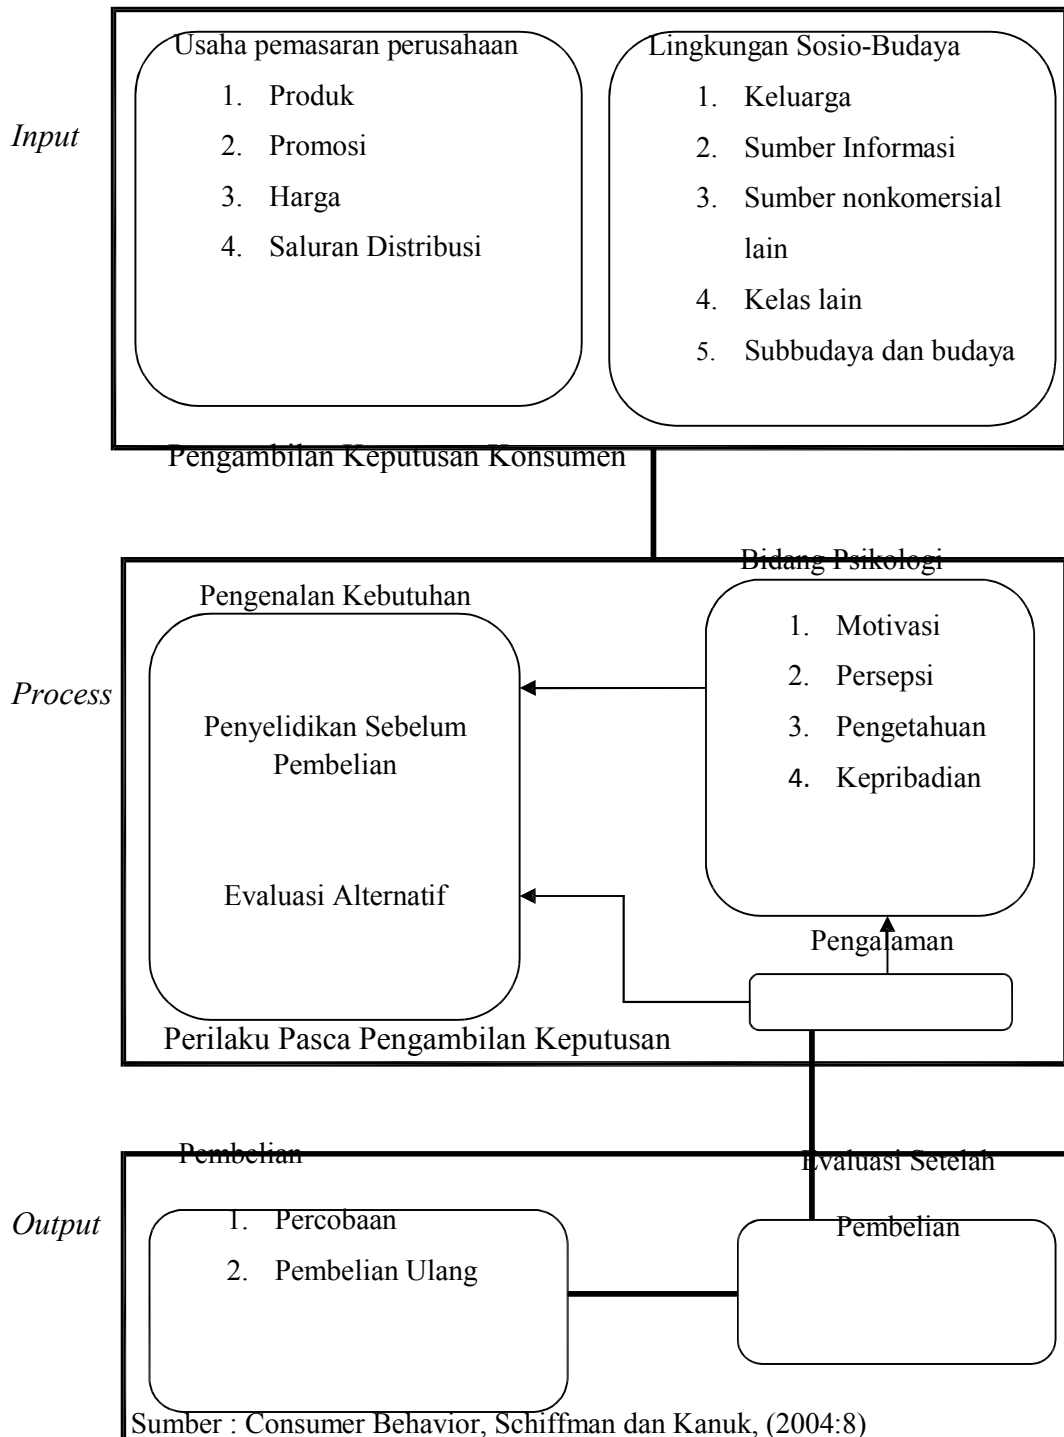 Usaha pemasaran perusahaan
1. Produk
2. Promosi
3. Harga
4. Saluran Distribusi
Lingkungan Sosio-Budaya
1. Keluarga
2. Sumber Informasi
3. Sumber nonkomersial
lain
4. Kelas lain
5. Subbudaya dan budaya
Input
Pengambilan Keputusan Konsumen
Bidang Psikologi
1. Motivasi
2. Persepsi
3. Pengetahuan
4. Kepribadian
Pengenalan Kebutuhan
Process
Penyelidikan Sebelum
Pembelian
Evaluasi Alternatif
Pengalaman
Perilaku Pasca Pengambilan Keputusan
Pembelian
1. Percobaan
2. Pembelian Ulang
Evaluasi Setelah
Pembelian
Output
Sumber : Consumer Behavior, Schiffman dan Kanuk, (2004:8)